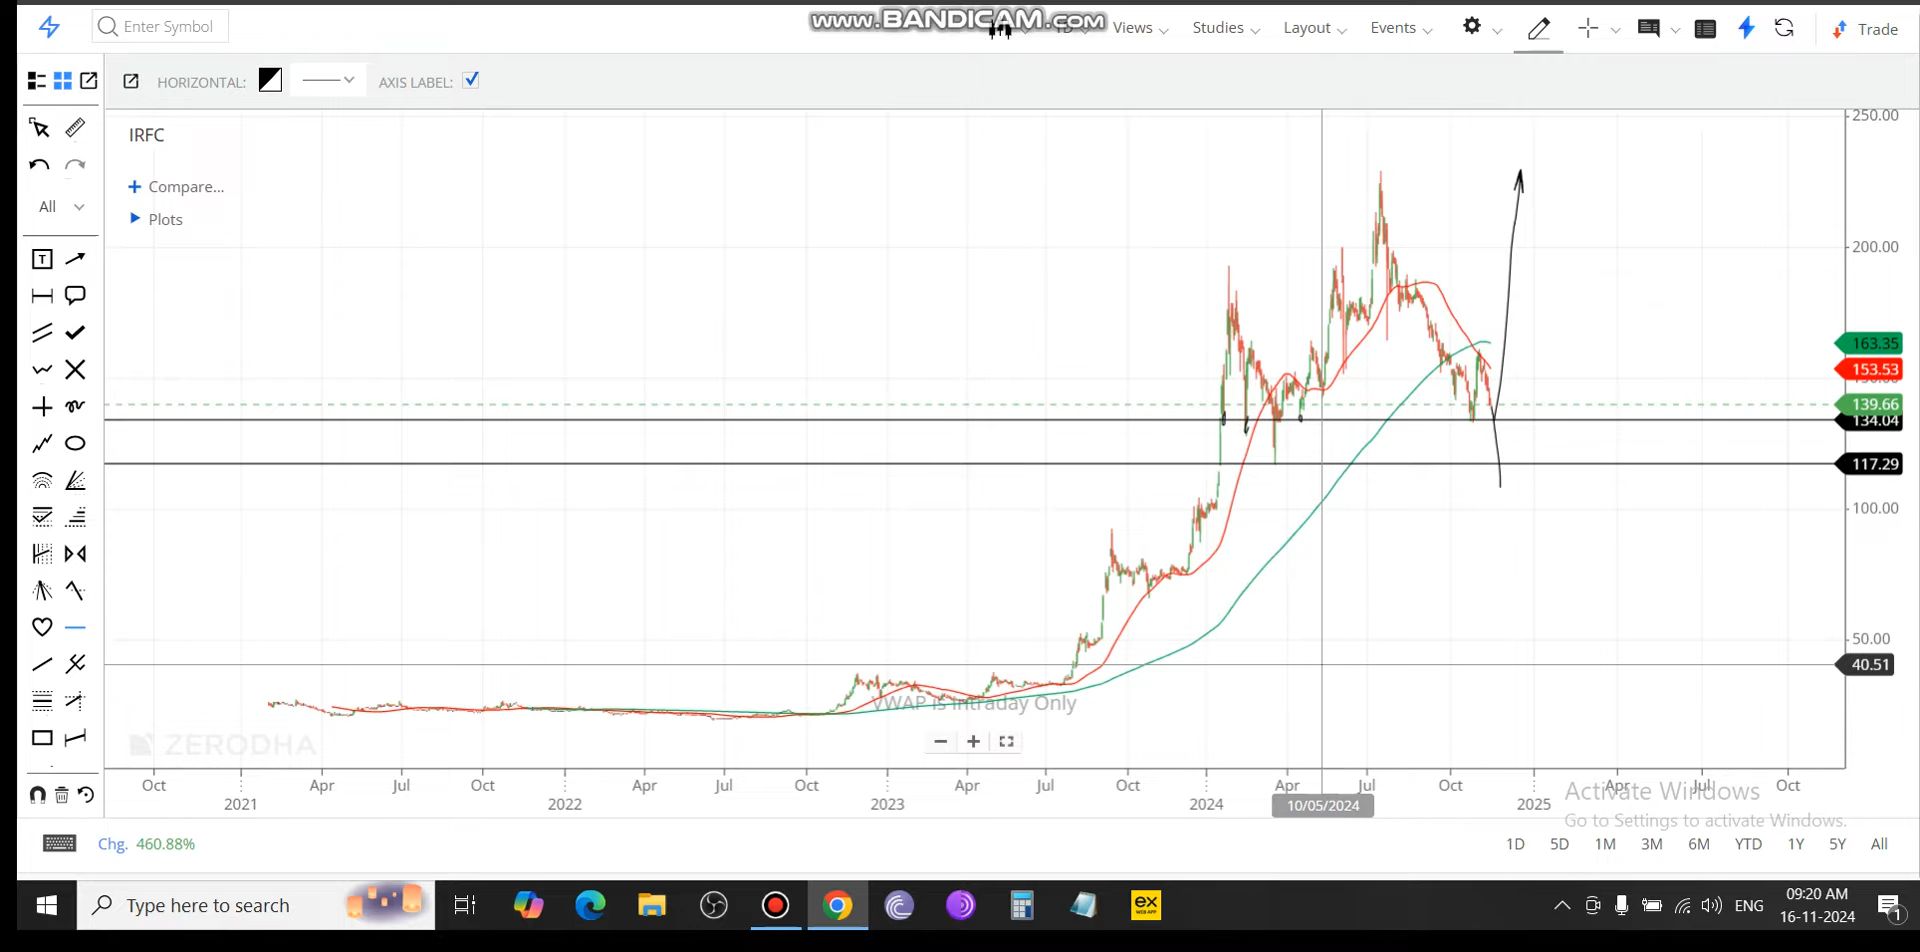 www.BANDICAM.com
Enter Symbol
1D
Views
Studies
Layout
Events
Trade
HORIZONTAL:
AXIS LABEL:
IRFC
Compare...
Plots
All
T
250.00
200.00
163.35
153.53
139.66
134.04
117.29
100.00
50.00
40.51
VWAP is Intraday Only
ZERODHA
Oct
Apr
Jul
Oct
Apr
Jul
Oct
Apr
Jul
Oct
Apr
Jul
Oct
Apr
Jul
Oct
2021
2022
2023
2024
10/05/2024
2025
Activate Windows
Go to Settings to activate Windows.
Chg. 460.88%
1D
5D
1M
3M
6M
YTD
1Y
5Y
All
Type here to search
ex
WEB APP
ENG
09:20 AM
16-11-2024
1